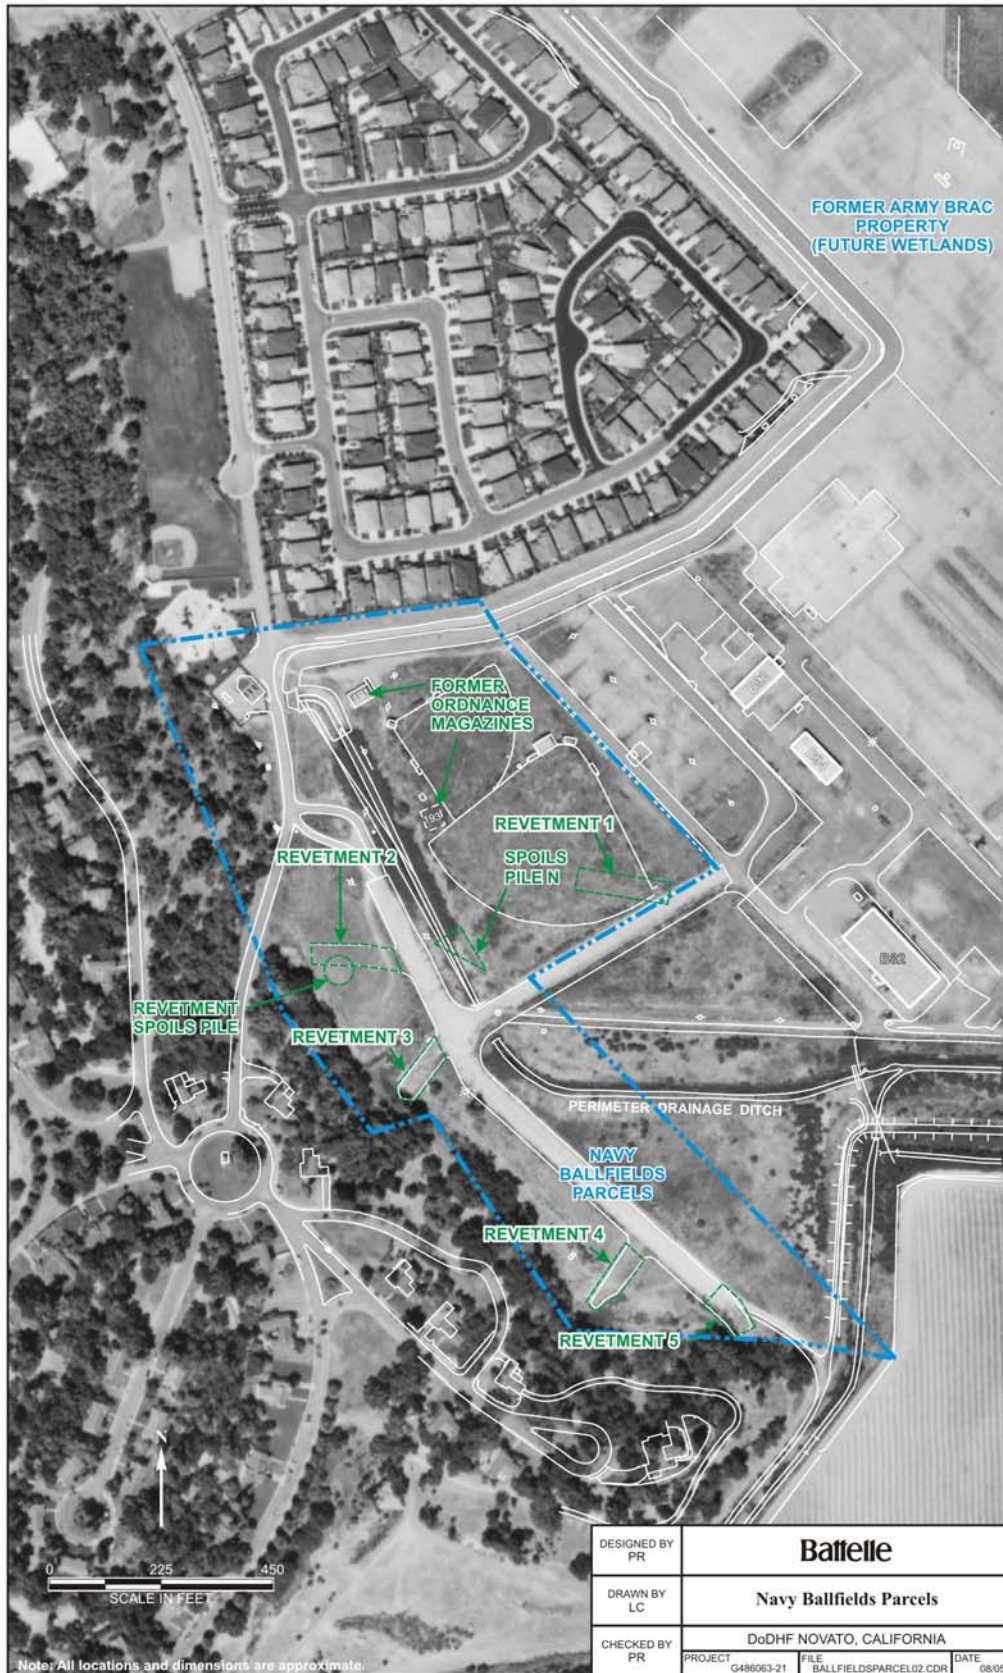 FORMER ARMY BRAC
PROPERTY
(FUTURE WETLANDS)
191
FORMER
ORDNANCE
MAGAZINES
193
REVETMENT 1
REVETMENT 2
SPOILS
PILE N
B82
REVETMENT
SPOILS PILE
REVETMENT 3
PERIMETER DRAINAGE DITCH
NAVY
BALLFIELDS
PARCELS
REVETMENT 4
REVETMENT 5
N
0 225 450
SCALE IN FEET
Note: All locations and dimensions are approximate.
DESIGNED BY
PR
Battelle
DRAWN BY
LC
Navy Ballfields Parcels
CHECKED BY
PR
DoDHF NOVATO, CALIFORNIA
PROJECT
G486063-21
FILE
BALLFIELDSPARCEL02.CDR
DATE